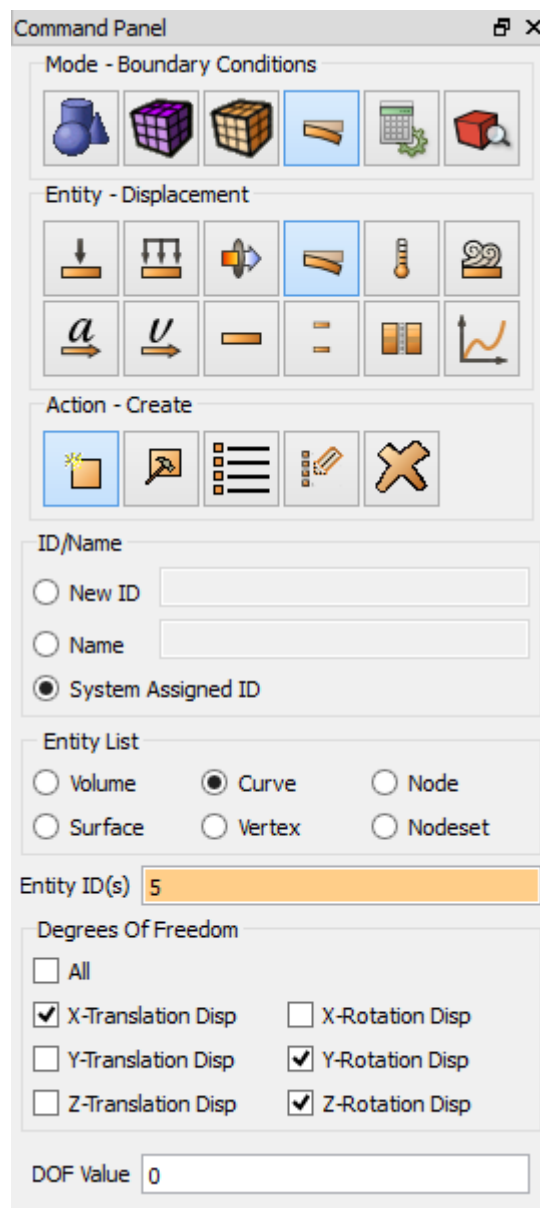 Command Panel
Mode - Boundary Conditions
Entity - Displacement
a
v
Action - Create
ID/Name
New ID
Name
System Assigned ID
Entity List
Volume Curve Node
Surface Vertex Nodeset
Entity ID(s) 5
Degrees Of Freedom
All
X-Translation Disp X-Rotation Disp
Y-Translation Disp Y-Rotation Disp
Z-Translation Disp Z-Rotation Disp
DOF Value 0